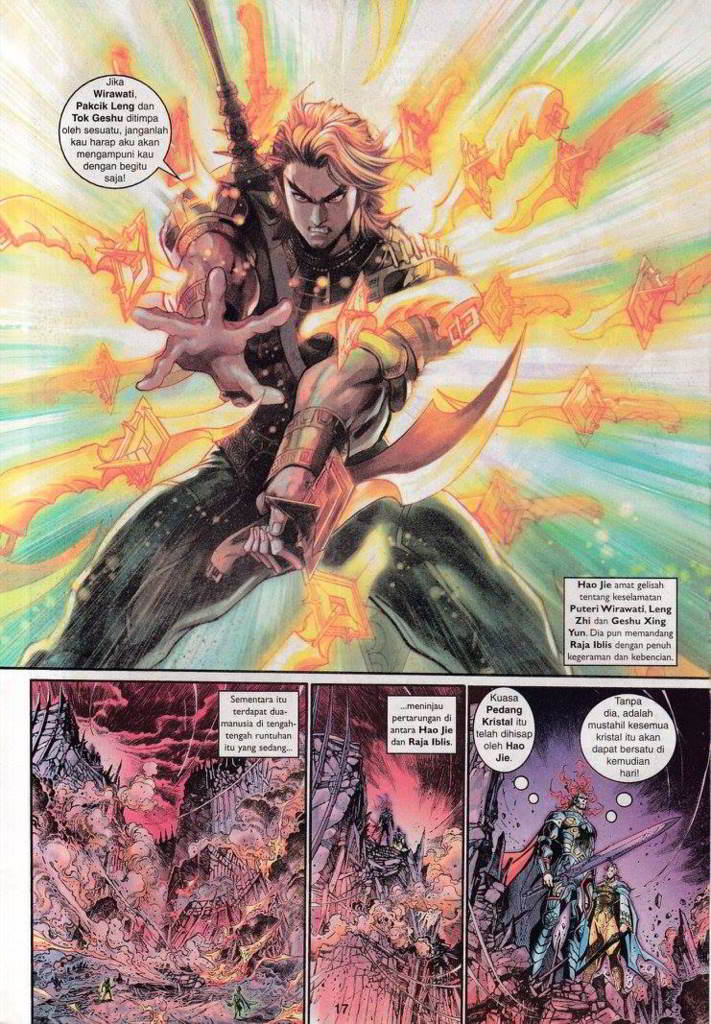 Jika
Wirawati,
Pakcik Leng dan
Tok Geshu ditimpa
oleh sesuatu, janganlah
kau harap aku akan
mengampuni kau
dengan begitu
saja!
Hao Jie amat gelisah
tentang keselamatan
Puteri Wirawati, Leng
Zhi dan Geshu Xing
Yun. Dia pun memandang
Raja Iblis dengan penuh
kegeraman dan kebencian.
Sementara itu
terdapat dua-
manusia di tengah-
tengah runtuhan
itu yang sedang...
...meninjau
pertarungan di
antara Hao Jie
dan Raja Iblis.
Kuasa
Pedang
Kristal itu
telah dihisap
oleh Hao
Jie.
Tanpa
dia, adalah
mustahil kesemua
kristal itu akan
dapat bersatu di
kemudian
hari!
17